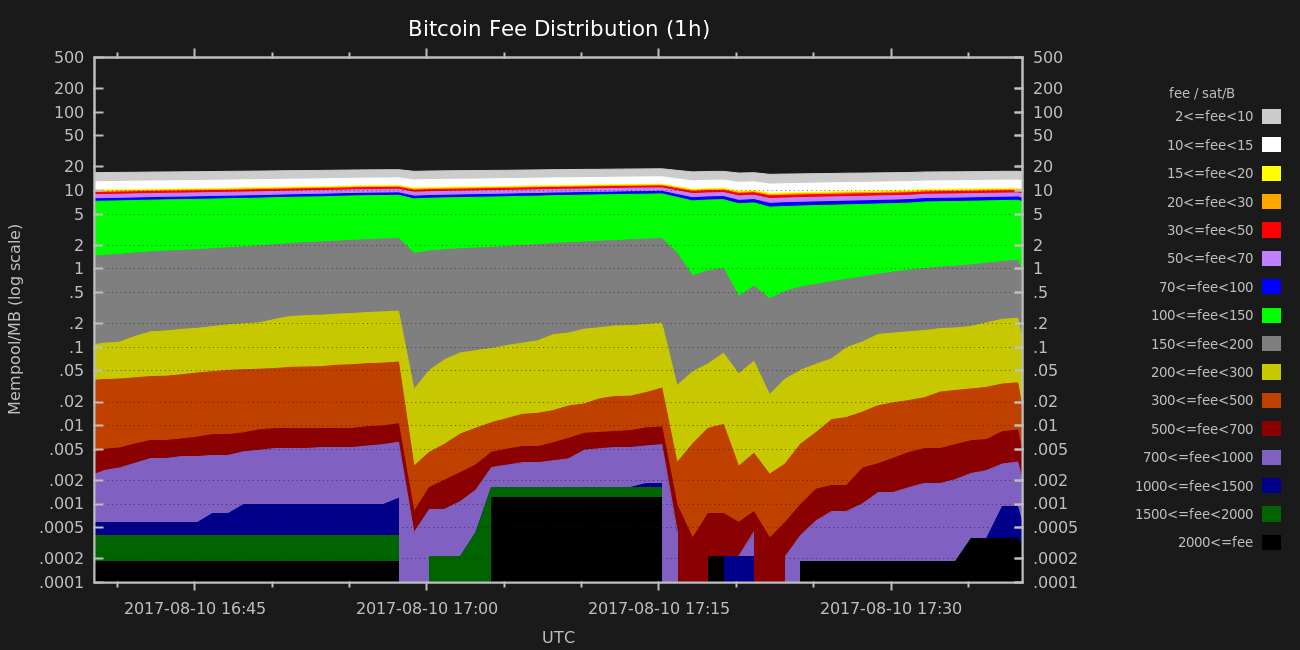 Bitcoin Fee Distribution (1h)
500
200
100
50
20
10
5
2
1
.5
.2
.1
.05
.02
.01
.005
.002
.001
.0005
.0002
.0001
Mempool/MB (log scale)
500
200
100
50
20
10
5
2
1
.5
.2
.1
.05
.02
.01
.005
.002
.001
.0005
.0002
.0001
fee / sat/B
2<=fee<10
10<=fee<15
15<=fee<20
20<=fee<30
30<=fee<50
50<=fee<70
70<=fee<100
100<=fee<150
150<=fee<200
200<=fee<300
300<=fee<500
500<=fee<700
700<=fee<1000
1000<=fee<1500
1500<=fee<2000
2000<=fee
2017-08-10 16:45 2017-08-10 17:00 2017-08-10 17:15 2017-08-10 17:30
UTC